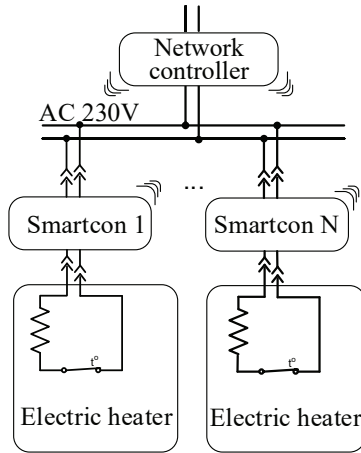 Network
controller
AC 230V
Smartcon 1
...
Smartcon N
t°
t°
Electric heater
Electric heater